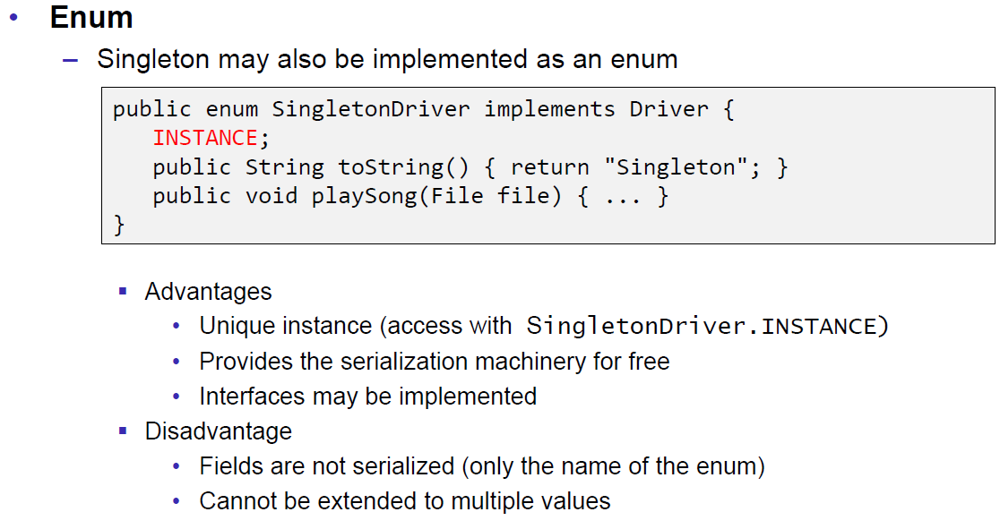 • Enum
– Singleton may also be implemented as an enum
public enum SingletonDriver implements Driver {
INSTANCE;
public String toString() { return "Singleton"; }
public void playSong(File file) { ... }
}
▪ Advantages
• Unique instance (access with SingletonDriver.INSTANCE)
• Provides the serialization machinery for free
• Interfaces may be implemented
▪ Disadvantage
• Fields are not serialized (only the name of the enum)
• Cannot be extended to multiple values